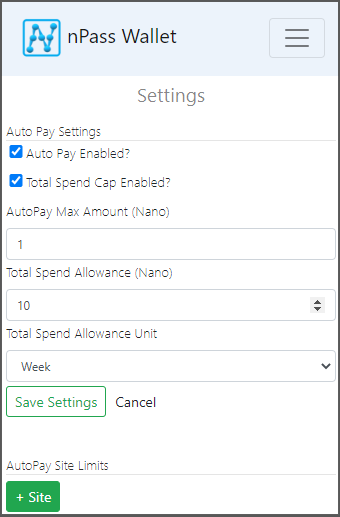 nPass Wallet
Settings
Auto Pay Settings
Auto Pay Enabled?
Total Spend Cap Enabled?
AutoPay Max Amount (Nano)
1
Total Spend Allowance (Nano)
10
Total Spend Allowance Unit
Week
Save Settings Cancel
AutoPay Site Limits
+ Site